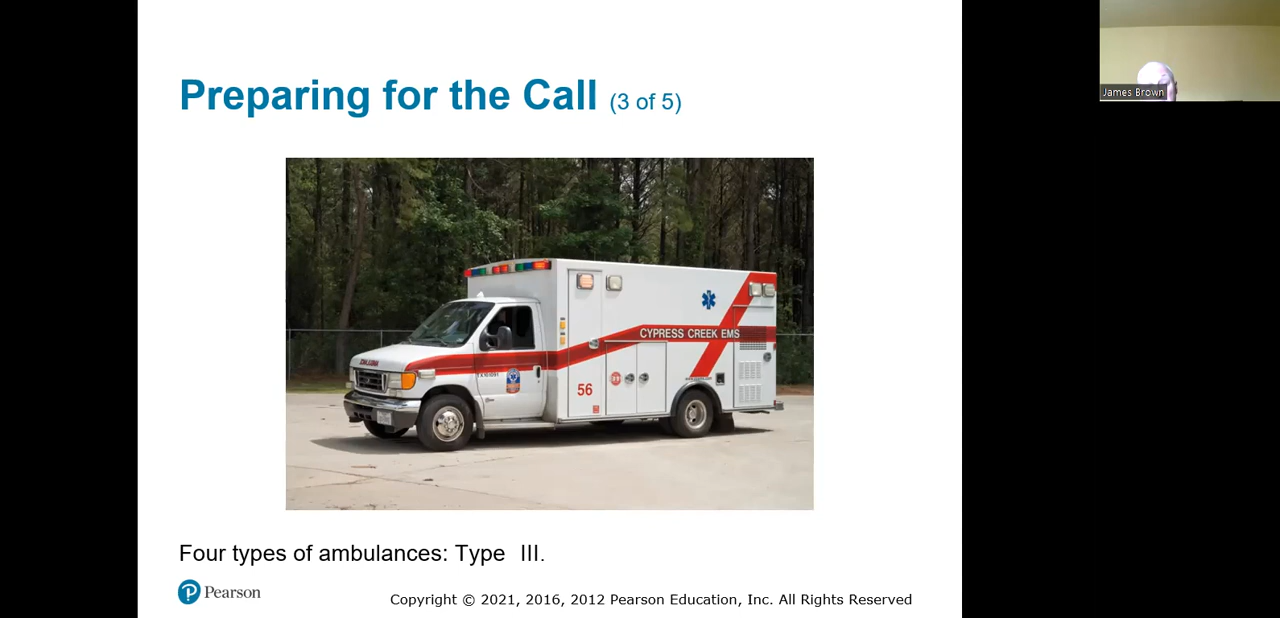 Preparing for the Call (3 of 5)
James Brown
CYPRESS CREEK EMS
56
Four types of ambulances: Type III.
Pearson
Copyright © 2021, 2016, 2012 Pearson Education, Inc. All Rights Reserved